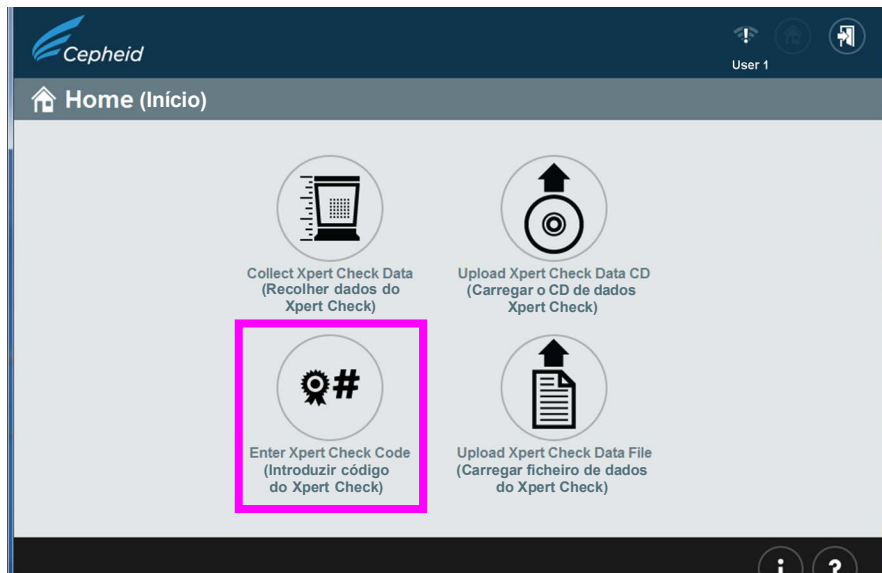 Cepheid
User 1
Home (Início)
Collect Xpert Check Data
(Recolher dados do
Xpert Check)
Upload Xpert Check Data CD
(Carregar o CD de dados
Xpert Check)
#
Enter Xpert Check Code
(Introduzir código
do Xpert Check)
Upload Xpert Check Data File
(Carregar ficheiro de dados
do Xpert Check)
i ?